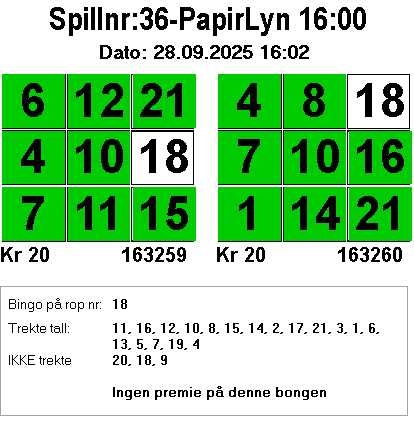 Spillnr:36-PapirLyn 16:00
Dato: 28.09.2025 16:02
6 12 21 4 8 18
4 10 18 7 10 16
7 11 15 1 14 21
Kr 20 163259 Kr 20 163260
Bingo på rop nr: 18
Trekte tall: 11, 16, 12, 10, 8, 15, 14, 2, 17, 21, 3, 1, 6,
13, 5, 7, 19, 4
IKKE trekte 20, 18, 9
Ingen premie på denne bongen